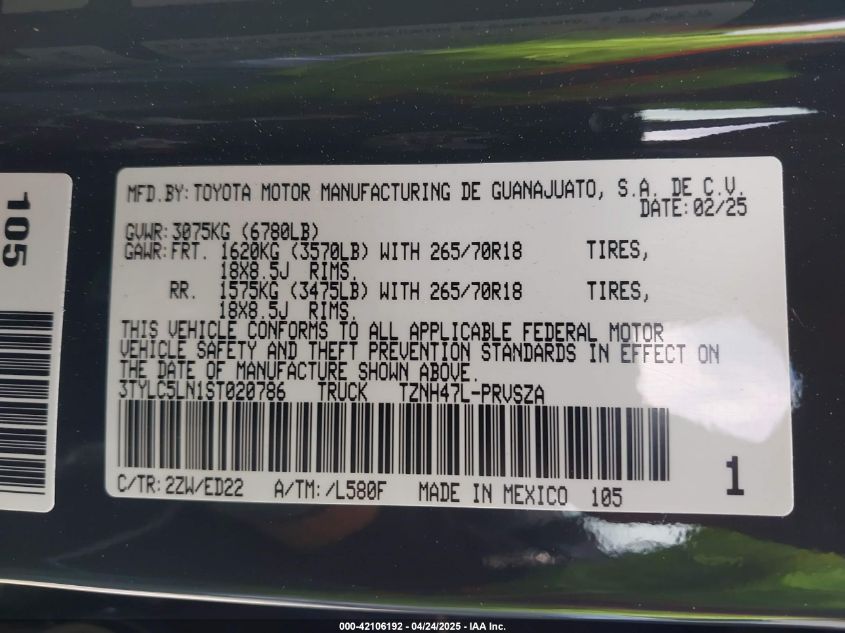 105
MFD.BY: TOYOTA MOTOR MANUFACTURING DE GUANAJUATO, S.A. DE C.V.
DATE: 02/25
GVWR: 3075KG (6780LB)
GAWR: FRT. 1620KG (3570LB) WITH 265/70R18 TIRES,
18X8.5J RIMS.
RR. 1575KG (3475LB) WITH 265/70R18 TIRES,
18X8.5J RIMS.
THIS VEHICLE CONFORMS TO ALL APPLICABLE FEDERAL MOTOR
VEHICLE SAFETY AND THEFT PREVENTION STANDARDS IN EFFECT ON
THE DATE OF MANUFACTURE SHOWN ABOVE.
3TYLC5LN1ST020786 TRUCK TZNH47L-PRVSZA
C/TR: 2ZW/ED22 A/TM: /L580F MADE IN MEXICO 105
1
000-42106192 - 04/24/2025 - IAA Inc.